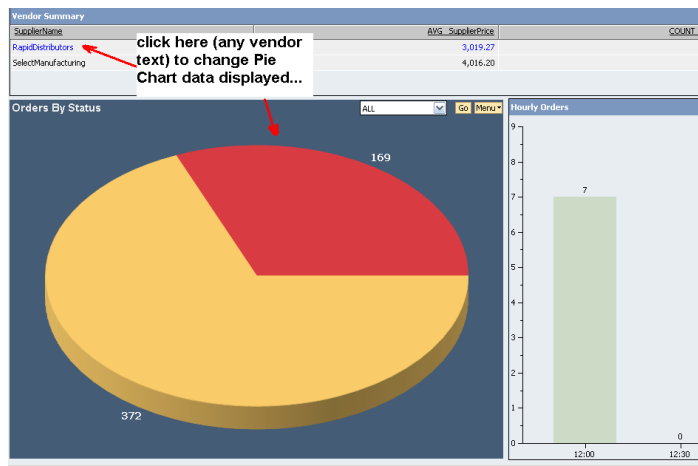 Vendor Summary
SupplierName AVG_SupplierPrice COUNT_
RapidDistributors 3,019.27
SelectManufacturing 4,016.20
click here (any vendor
text) to change Pie
Chart data displayed...
Orders By Status ALL Go Menu
169
372
Hourly Orders
9
8
7
6
5
4
3
2
1
0
7
0
12:00 12:30